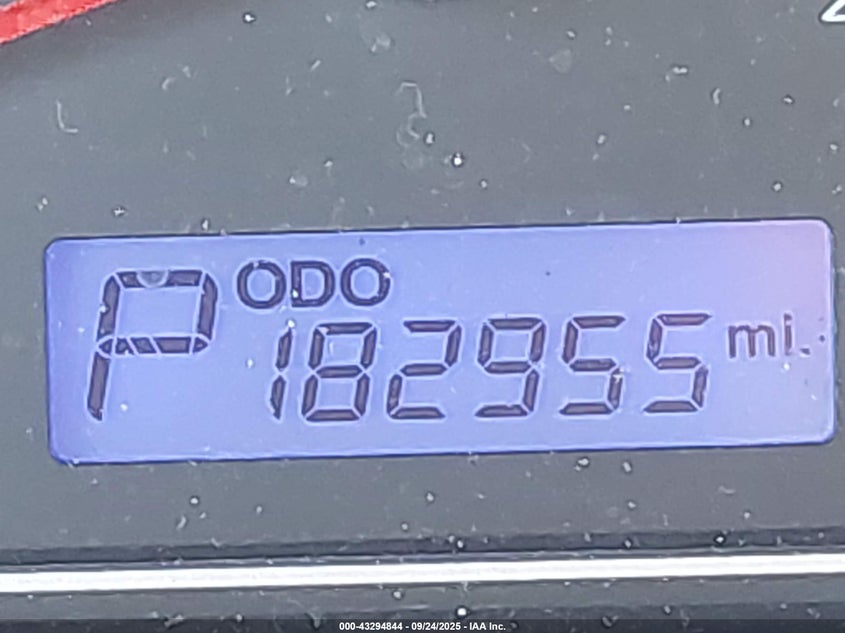 P ODO
182955 mi.
000-43294844 - 09/24/2025 - IAA Inc.